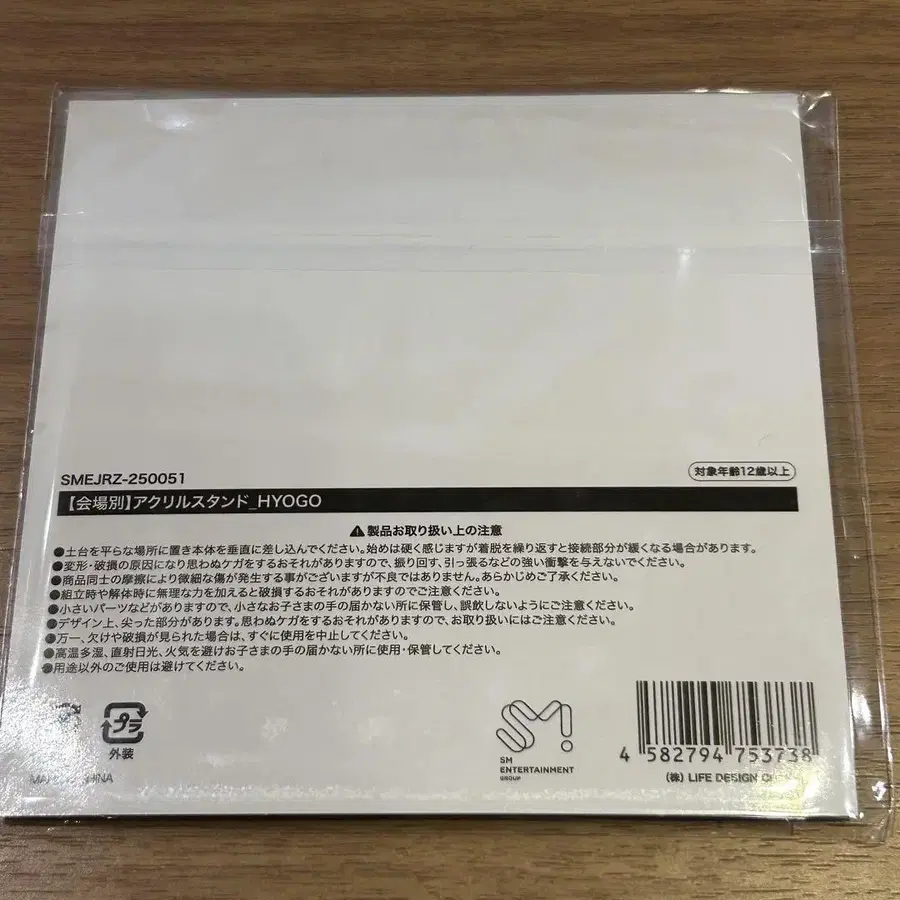 SMEJRZ-250051
対象年齢12歳以上
【会場別】アクリルスタンド_HYOGO
⚠製品お取り扱い上の注意
●土台を平らな場所に置き本体を垂直に差し込んでください。始めは硬く感じますが着脱を繰り返すと接続部分が緩くなる場合があります。
●変形・破損の原因になり思わぬケガをするおそれがありますので、振り回す、引っ張るなどの強い衝撃を与えないでください。
●商品同士の摩擦により微細な傷が発生する事がございますが不良ではありません。あらかじめご了承ください。
●組立時や解体時に無理な力を加えると破損するおそれがありますのでご注意ください。
●小さいパーツなどがありますので、小さなお子さまの手の届かない所に保管し、誤飲しないようにご注意ください。
●デザイン上、尖った部分があります。思わぬケガをするおそれがありますので、お取り扱いにはご注意ください。
●万一、欠けや破損が見られた場合は、すぐに使用を中止してください。
●高温多湿、直射日光、火気を避けお子さまの手の届かない所に使用・保管してください。
●用途以外のご使用は避けてください。
プラ
外装
SM
SM
ENTERTAINMENT
GROUP
4 582794 753738
(株) LIFE DESIGN